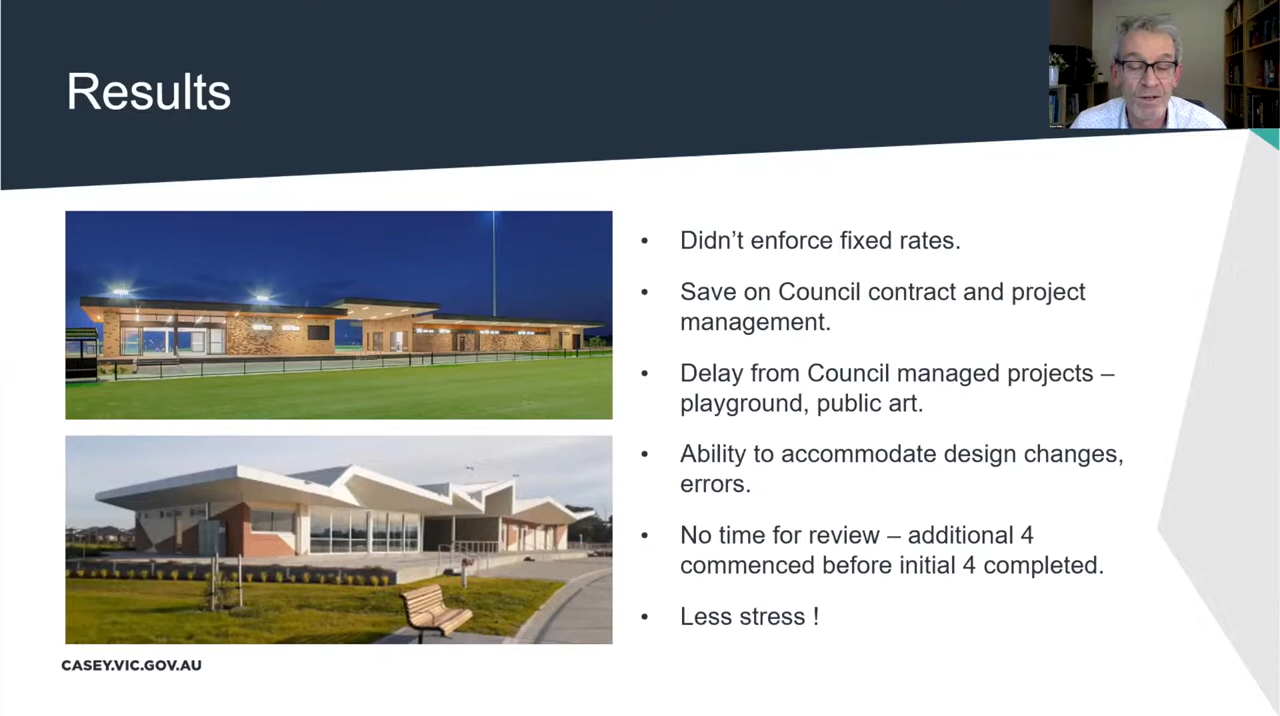 Results
• Didn’t enforce fixed rates.
• Save on Council contract and project
management.
• Delay from Council managed projects –
playground, public art.
• Ability to accommodate design changes,
errors.
• No time for review – additional 4
commenced before initial 4 completed.
• Less stress !
CASEY.VIC.GOV.AU